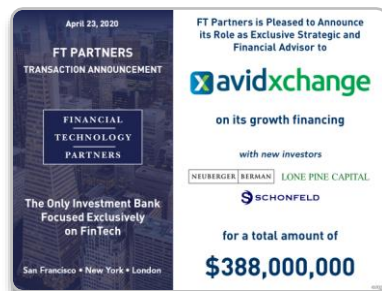 April 23, 2020
FT PARTNERS
TRANSACTION ANNOUNCEMENT
FINANCIAL
TECHNOLOGY
PARTNERS
The Only Investment Bank
Focused Exclusively
on FinTech
San Francisco • New York • London
FT Partners is Pleased to Announce
its Role as Exclusive Strategic and
Financial Advisor to
avidxchange
on its growth financing
with new investors
NEUBERGER BERMAN LONE PINE CAPITAL
SCHONFELD
for a total amount of
$388,000,000